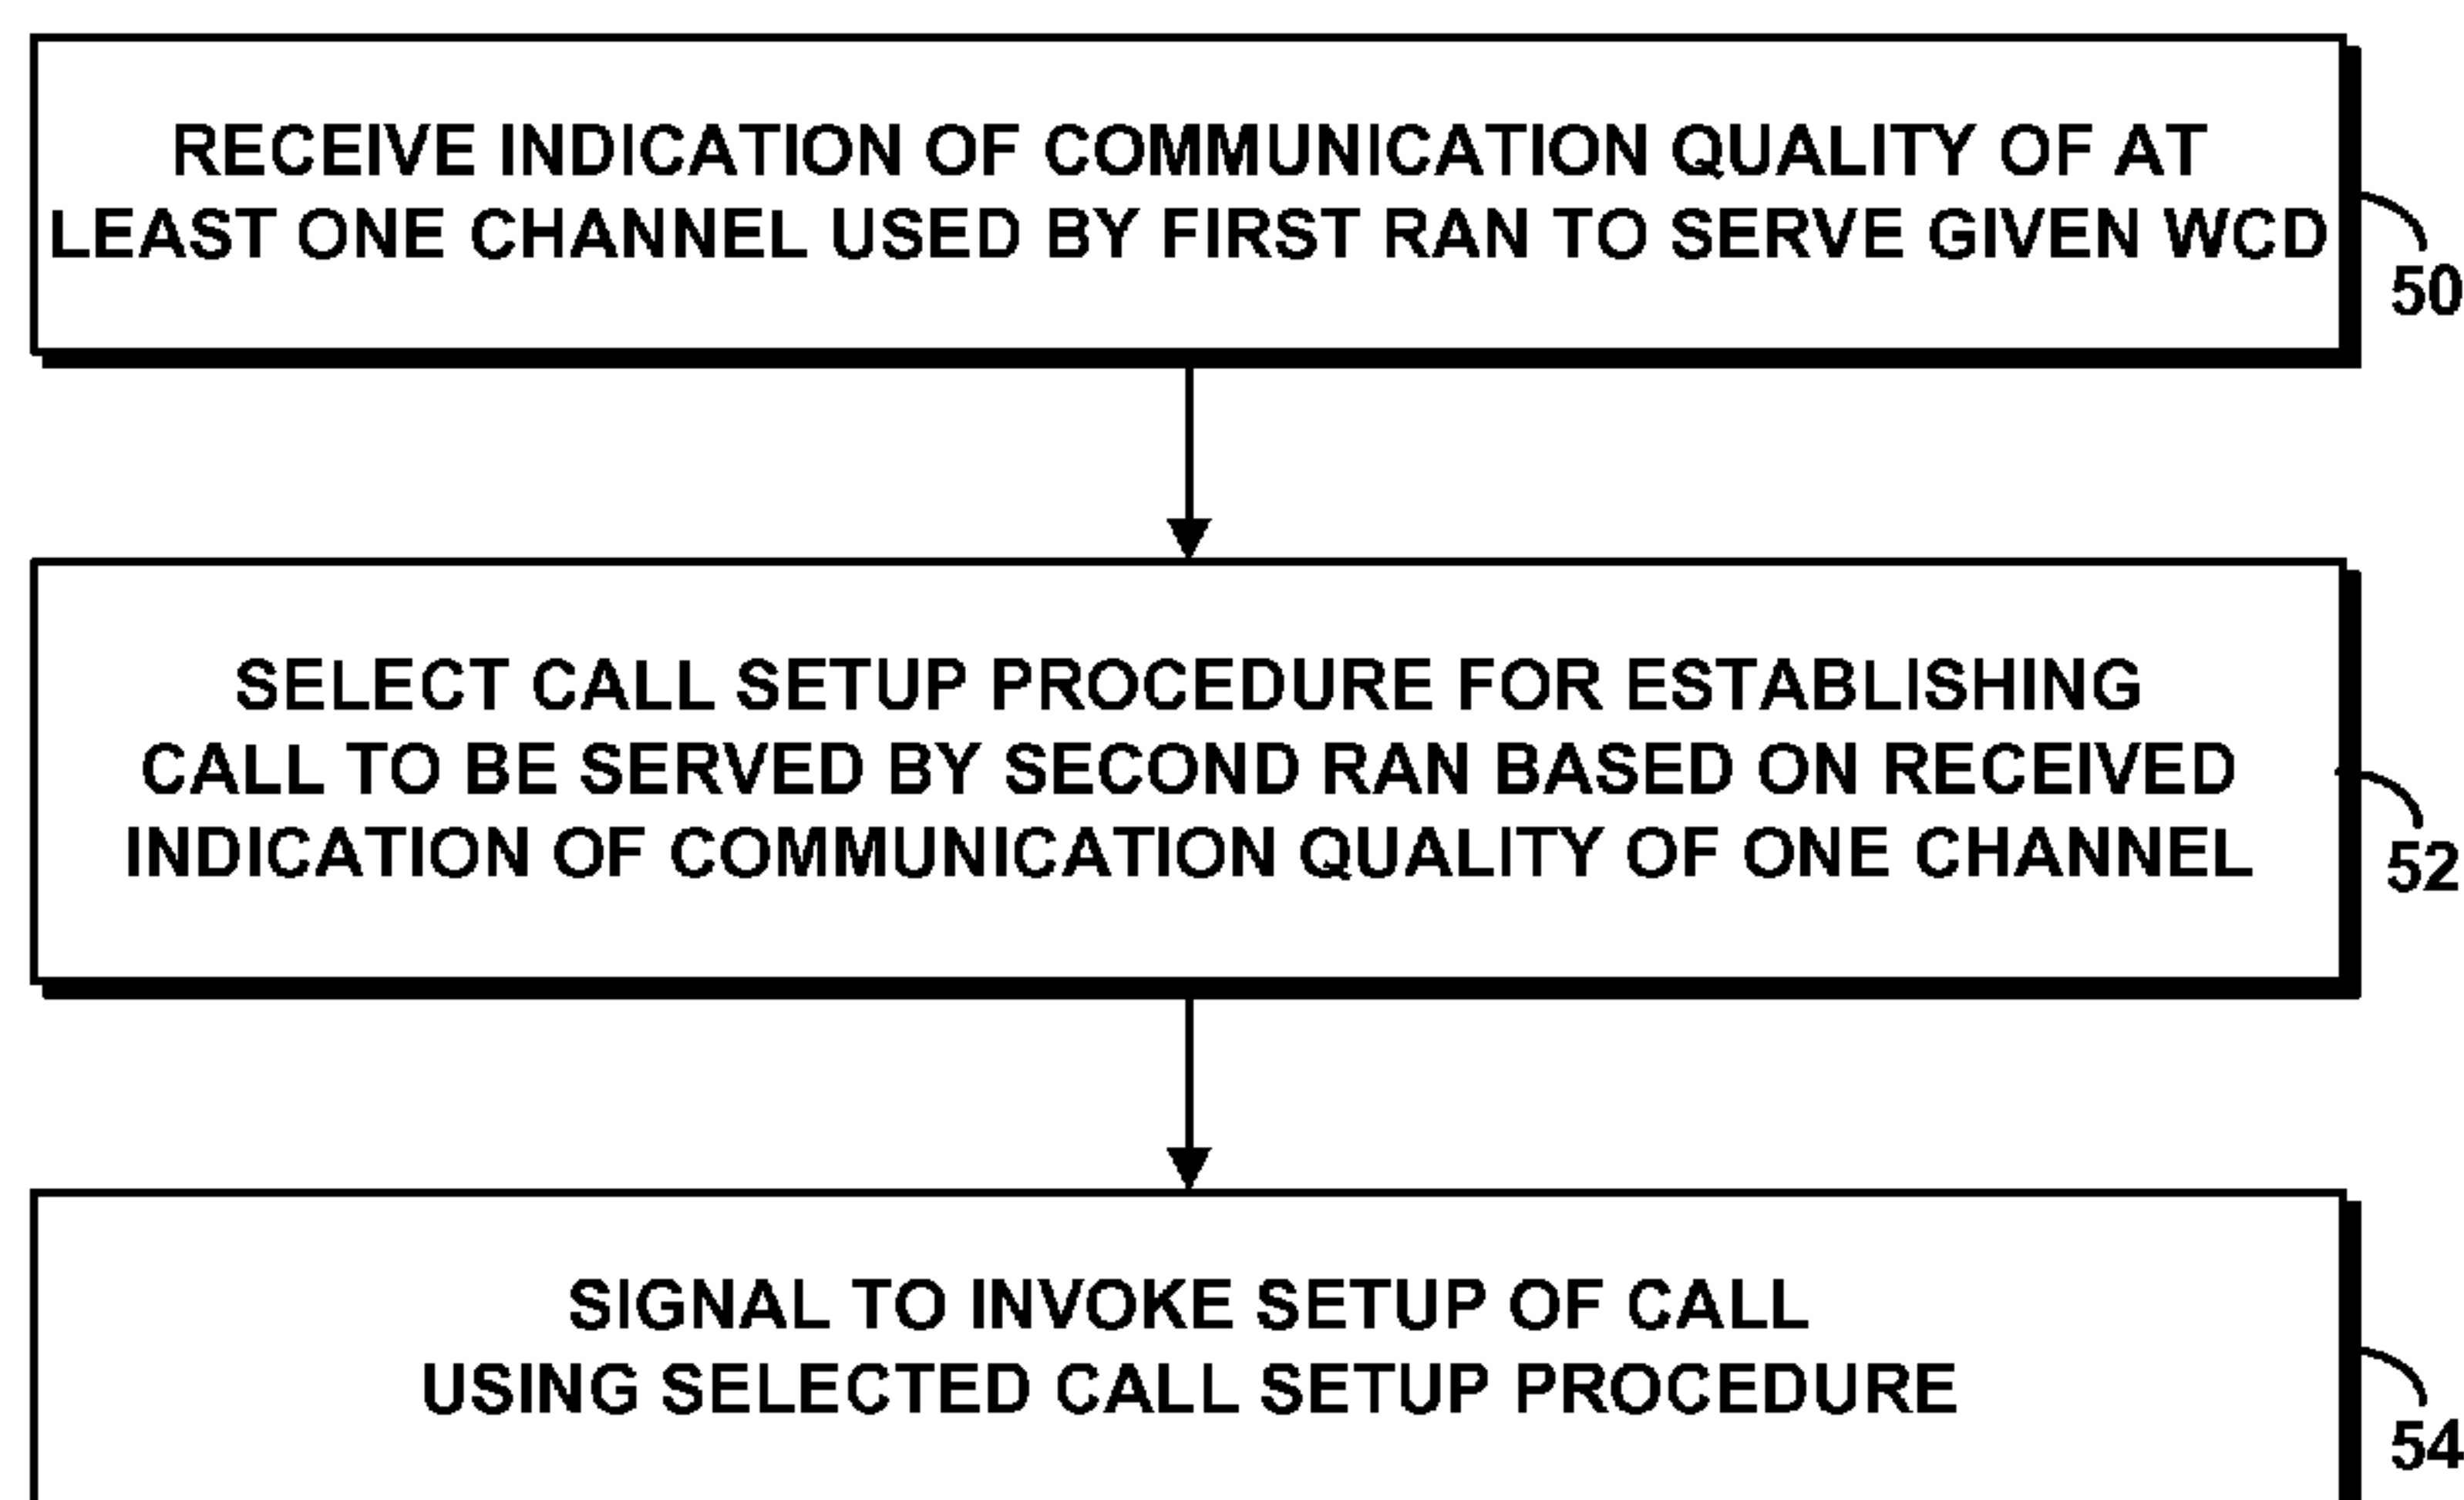 RECEIVE INDICATION OF COMMUNICATION QUALITY OF AT
LEAST ONE CHANNEL USED BY FIRST RAN TO SERVE GIVEN WCD
50
SELECT CALL SETUP PROCEDURE FOR ESTABLISHING
CALL TO BE SERVED BY SECOND RAN BASED ON RECEIVED
INDICATION OF COMMUNICATION QUALITY OF ONE CHANNEL
52
SIGNAL TO INVOKE SETUP OF CALL
USING SELECTED CALL SETUP PROCEDURE
54